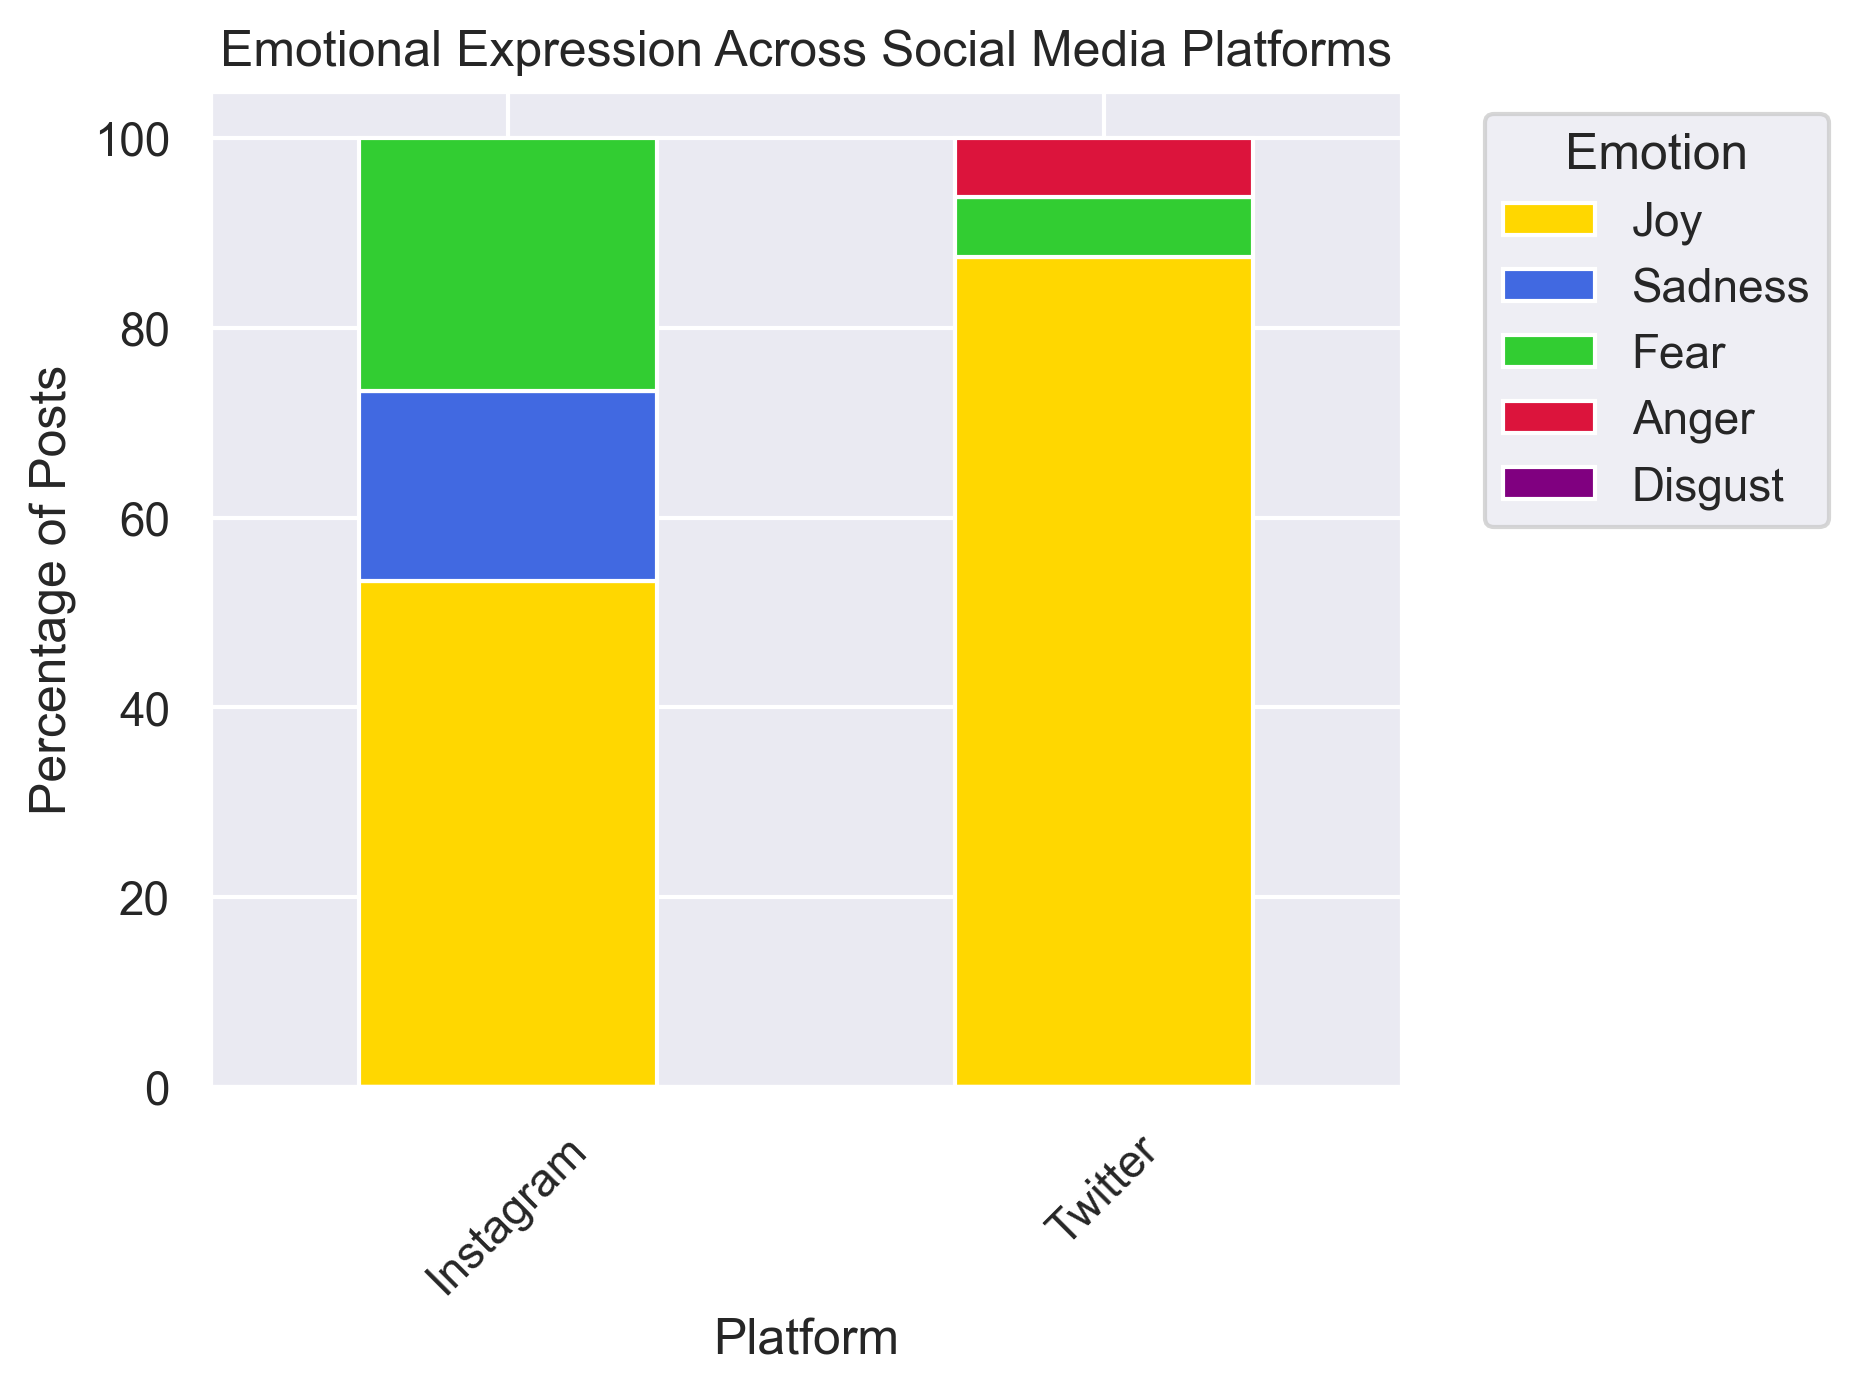 Emotional Expression Across Social Media Platforms
Percentage of Posts
100
80
60
40
20
0
Instagram
Twitter
Platform
Emotion
Joy
Sadness
Fear
Anger
Disgust